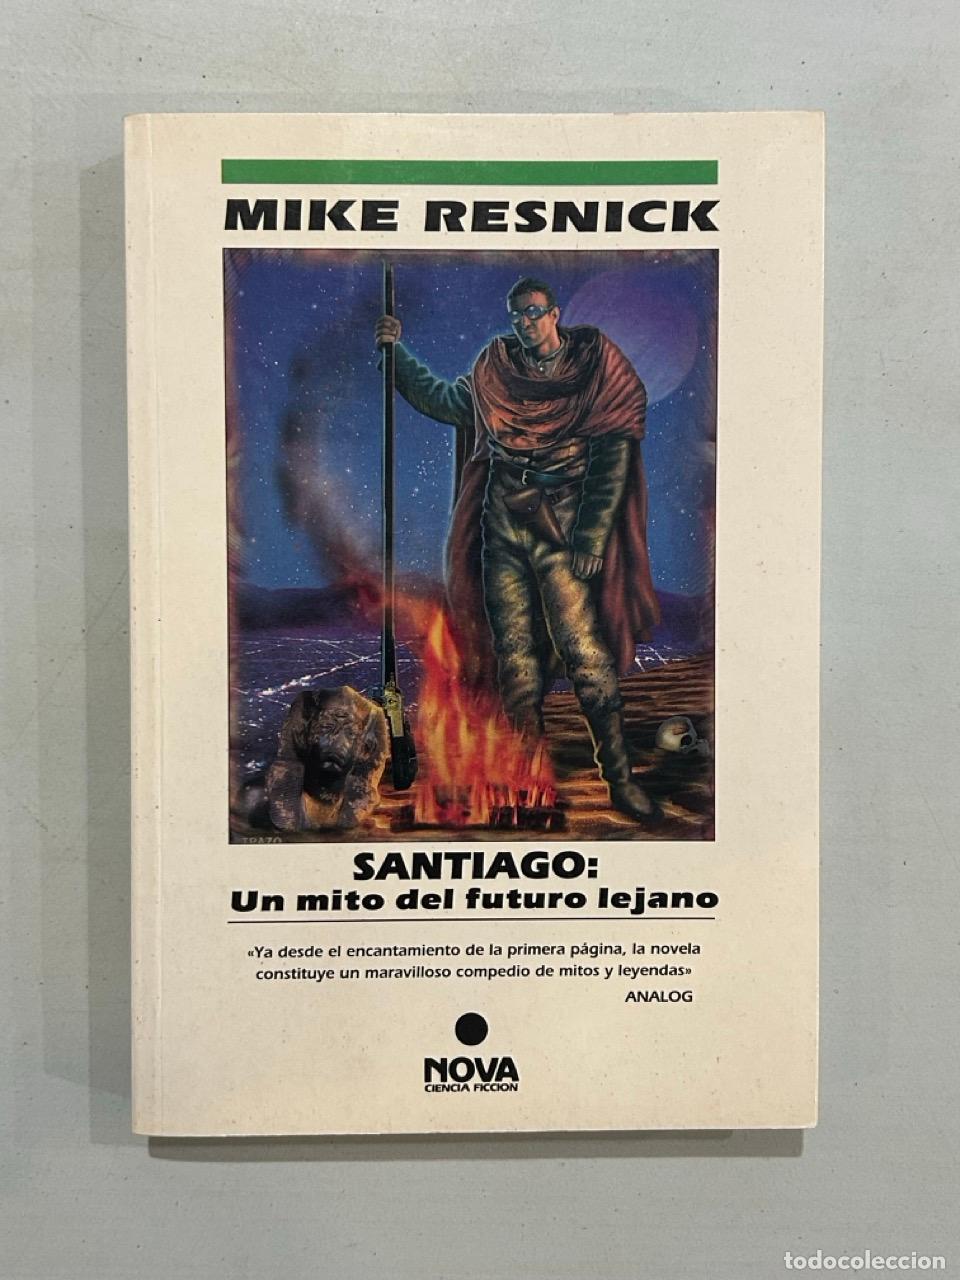 MIKE RESNICK
TRAZO
SANTIAGO:
Un mito del futuro lejano
«Ya desde el encantamiento de la primera página, la novela
constituye un maravilloso compedio de mitos y leyendas»
ANALOG
NOVA
CIENCIA FICCION
todocoleccion